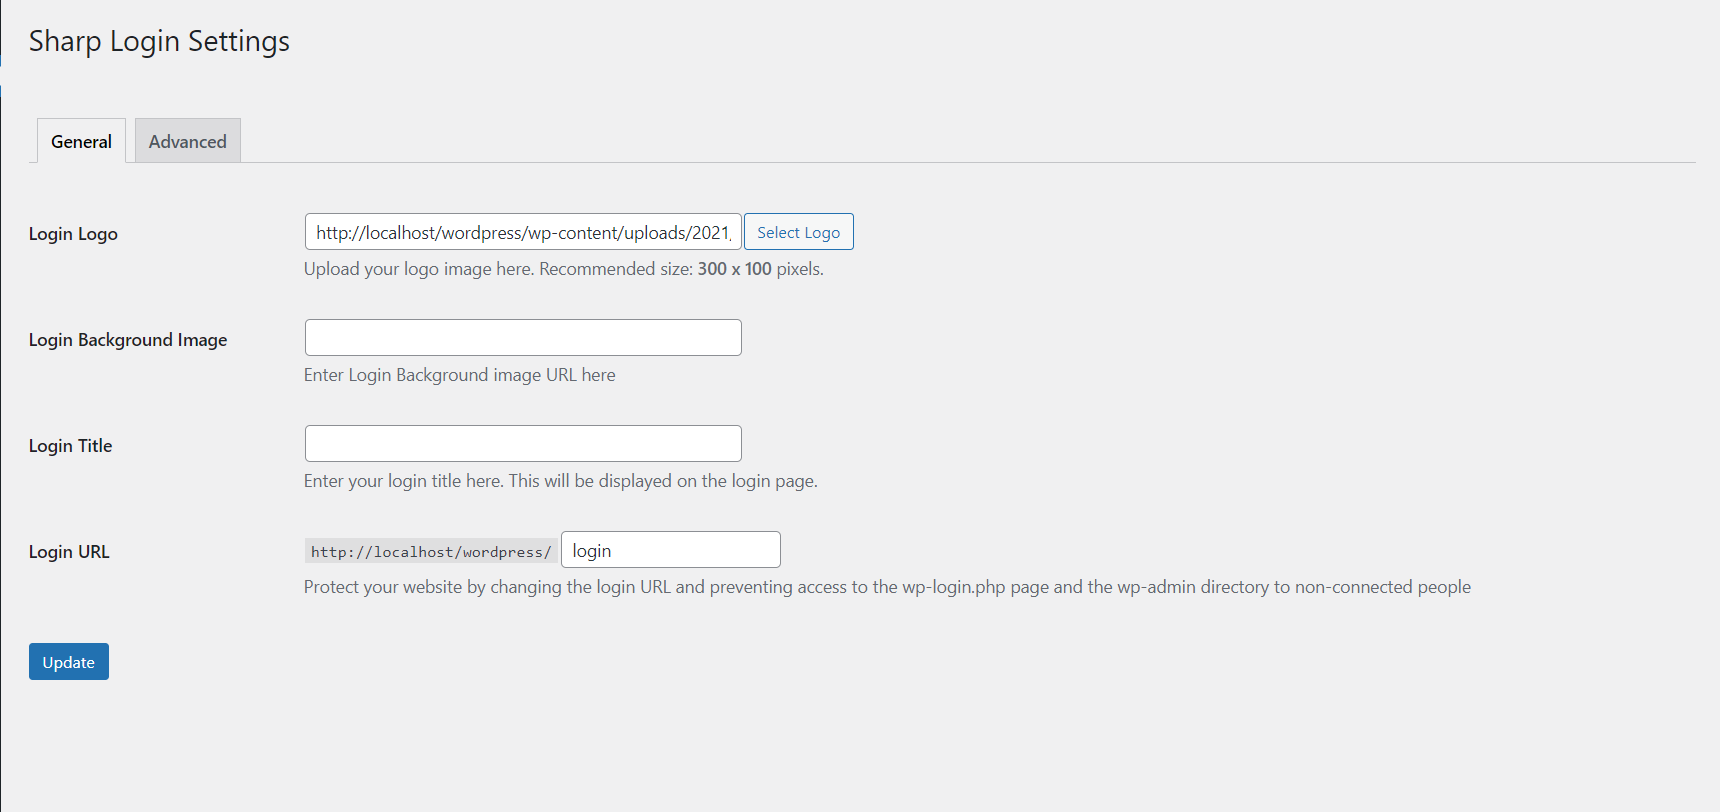 Sharp Login Settings
General Advanced
Login Logo http://localhost/wordpress/wp-content/uploads/2021, Select Logo
Upload your logo image here. Recommended size: 300 x 100 pixels.
Login Background Image
Enter Login Background image URL here
Login Title
Enter your login title here. This will be displayed on the login page.
Login URL http://localhost/wordpress/ login
Protect your website by changing the login URL and preventing access to the wp-login.php page and the wp-admin directory to non-connected people
Update